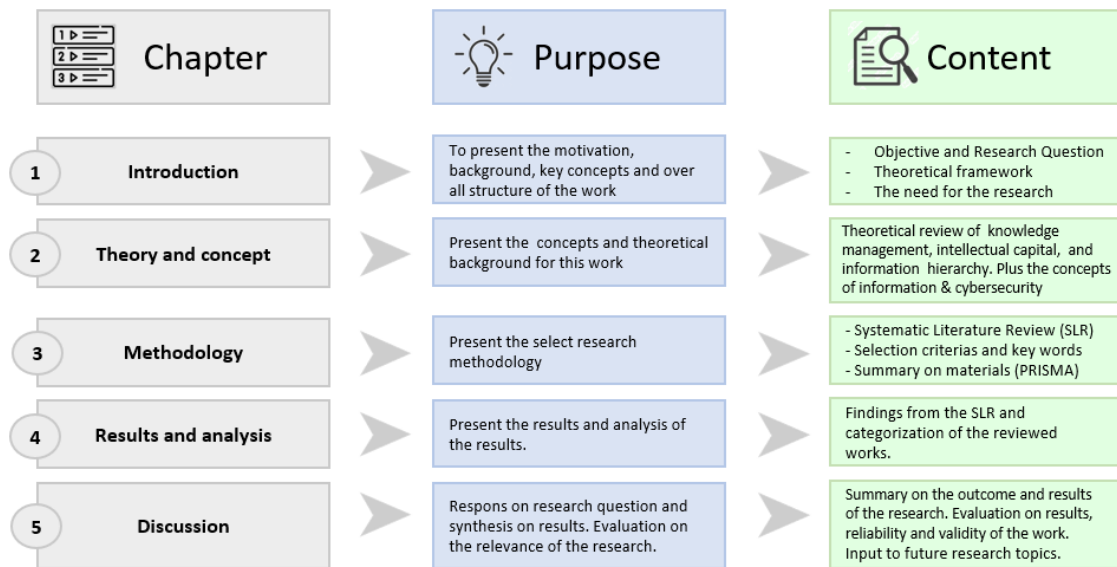 1
2
3
Chapter
Purpose
Content
1
Introduction
To present the motivation,
background, key concepts and over
all structure of the work
- Objective and Research Question
- Theoretical framework
- The need for the research
2
Theory and concept
Present the concepts and theoretical
background for this work
Theoretical review of knowledge
management, intellectual capital, and
information hierarchy. Plus the concepts
of information & cybersecurity
3
Methodology
Present the select research
methodology
- Systematic Literature Review (SLR)
- Selection criterias and key words
- Summary on materials (PRISMA)
4
Results and analysis
Present the results and analysis of
the results.
Findings from the SLR and
categorization of the reviewed
works.
5
Discussion
Respons on research question and
synthesis on results. Evaluation on
the relevance of the research.
Summary on the outcome and results
of the research. Evaluation on results,
reliability and validity of the work.
Input to future research topics.